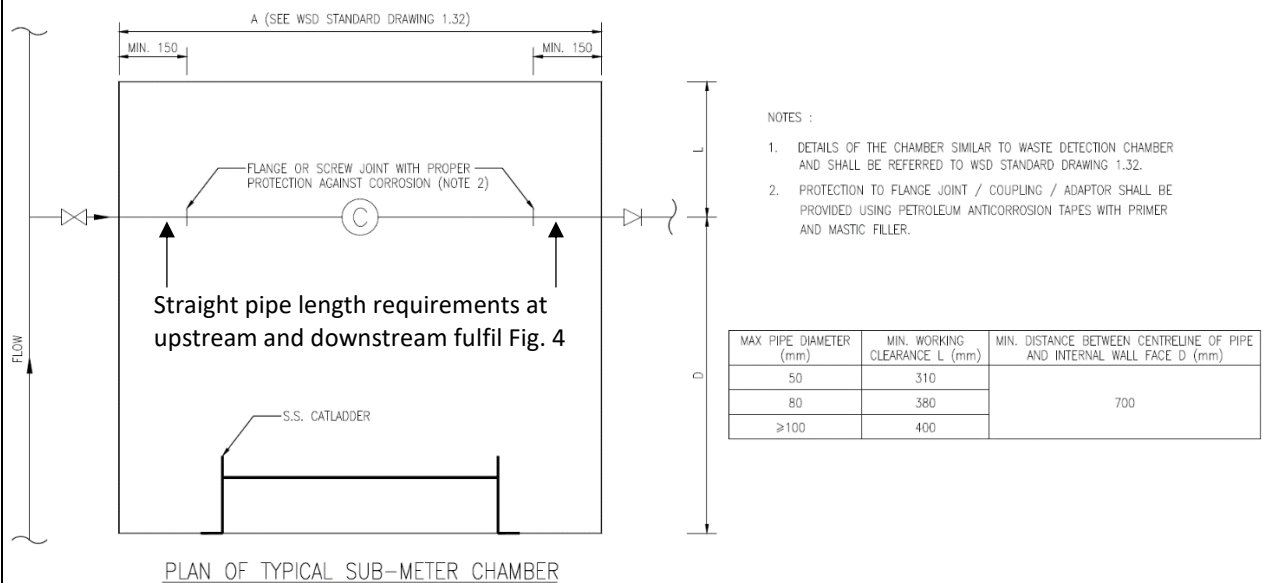 A (SEE WSD STANDARD DRAWING 1.32)
MIN. 150
MIN. 150
FLANGE OR SCREW JOINT WITH PROPER
PROTECTION AGAINST CORROSION (NOTE 2)
C
L
Straight pipe length requirements at
upstream and downstream fulfil Fig. 4
FLOW
D
S.S. CATLADDER
PLAN OF TYPICAL SUB-METER CHAMBER
NOTES :
1. DETAILS OF THE CHAMBER SIMILAR TO WASTE DETECTION CHAMBER
AND SHALL BE REFERRED TO WSD STANDARD DRAWING 1.32.
2. PROTECTION TO FLANGE JOINT / COUPLING / ADAPTOR SHALL BE
PROVIDED USING PETROLEUM ANTICORROSION TAPES WITH PRIMER
AND MASTIC FILLER.
MAX PIPE DIAMETER
(mm)
MIN. WORKING
CLEARANCE L (mm)
MIN. DISTANCE BETWEEN CENTRELINE OF PIPE
AND INTERNAL WALL FACE D (mm)
50 310
80 380 700
≥100 400